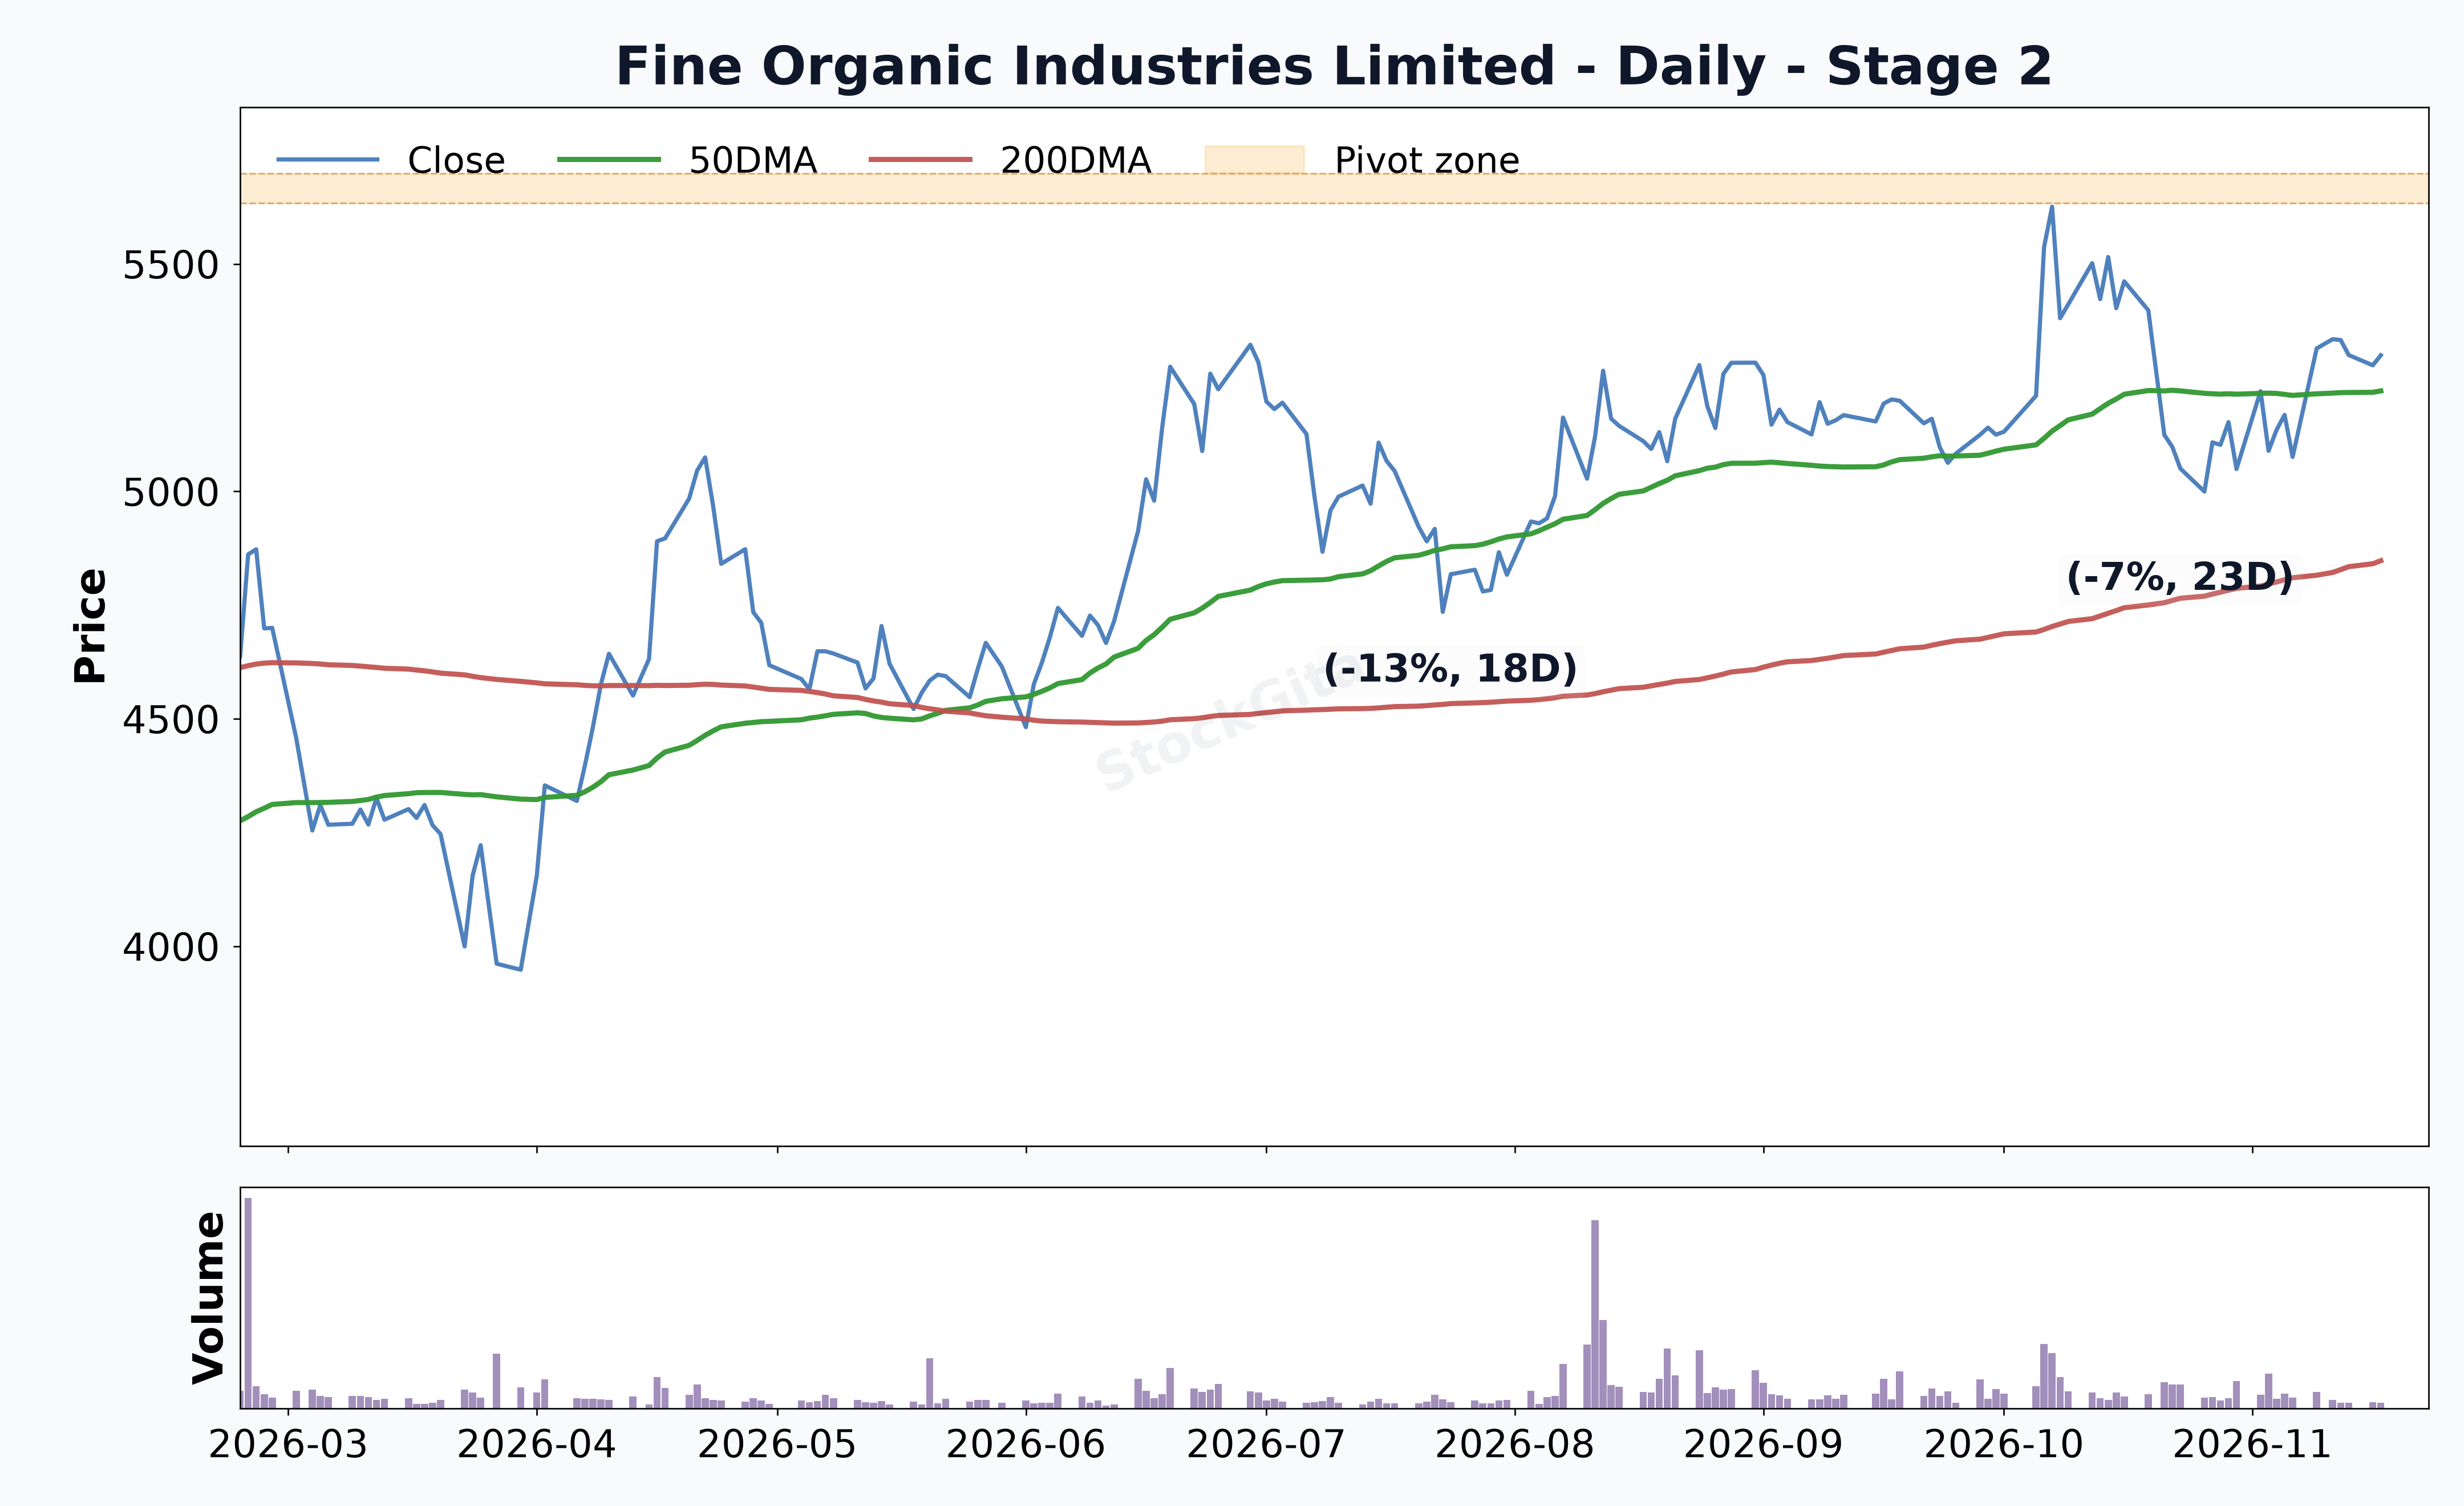 Fine Organic Industries Limited - Daily - Stage 2
Close 50DMA 200DMA Pivot zone
Price
5500
5000
4500
4000
(-7%, 23D)
(-13%, 18D)
Volume
2026-03 2026-04 2026-05 2026-06 2026-07 2026-08 2026-09 2026-10 2026-11